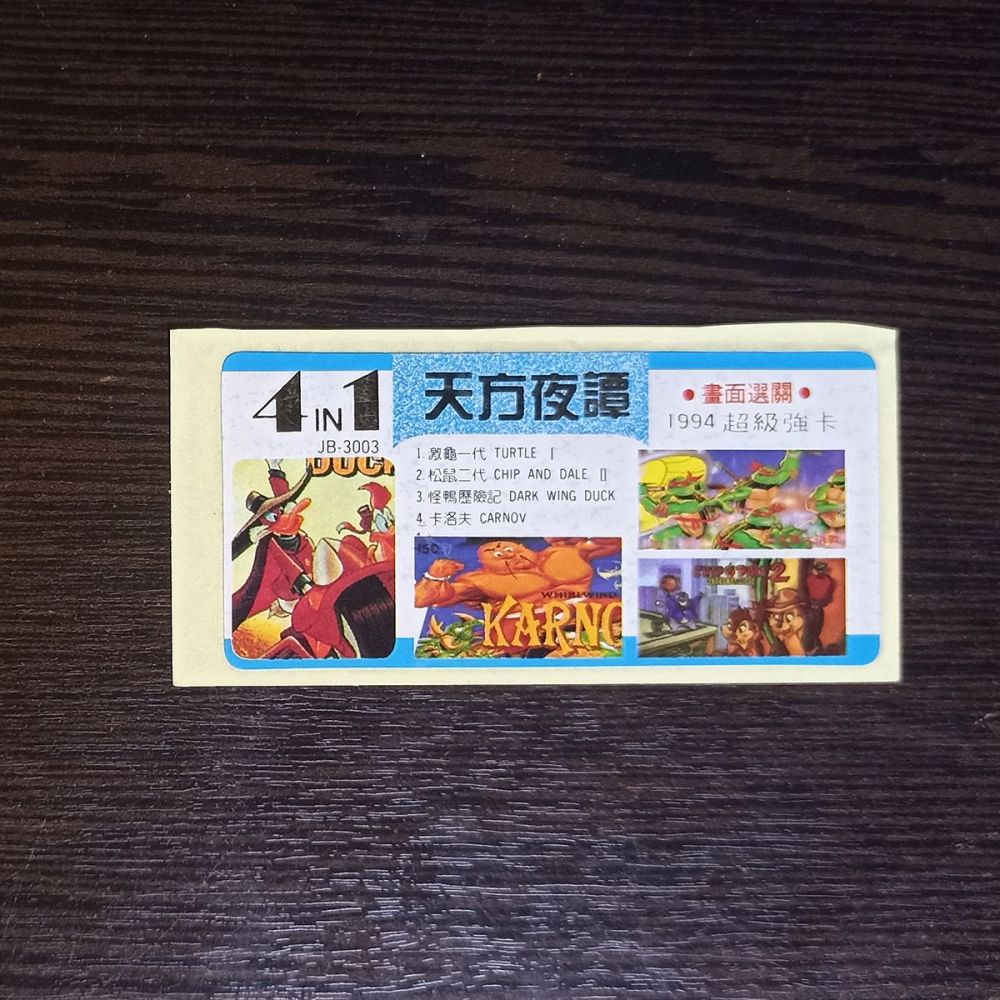 4 IN 1
JB-3003
天方夜譚
• 畫面選關 •
1994 超級強卡
1. 激龜一代 TURTLE Ⅰ
2. 松鼠二代 CHIP AND DALE Ⅱ
3. 怪鴨歷險記 DARK WING DUCK
4. 卡洛夫 CARNOV
DUCK
WHIRLWIND
KARNO